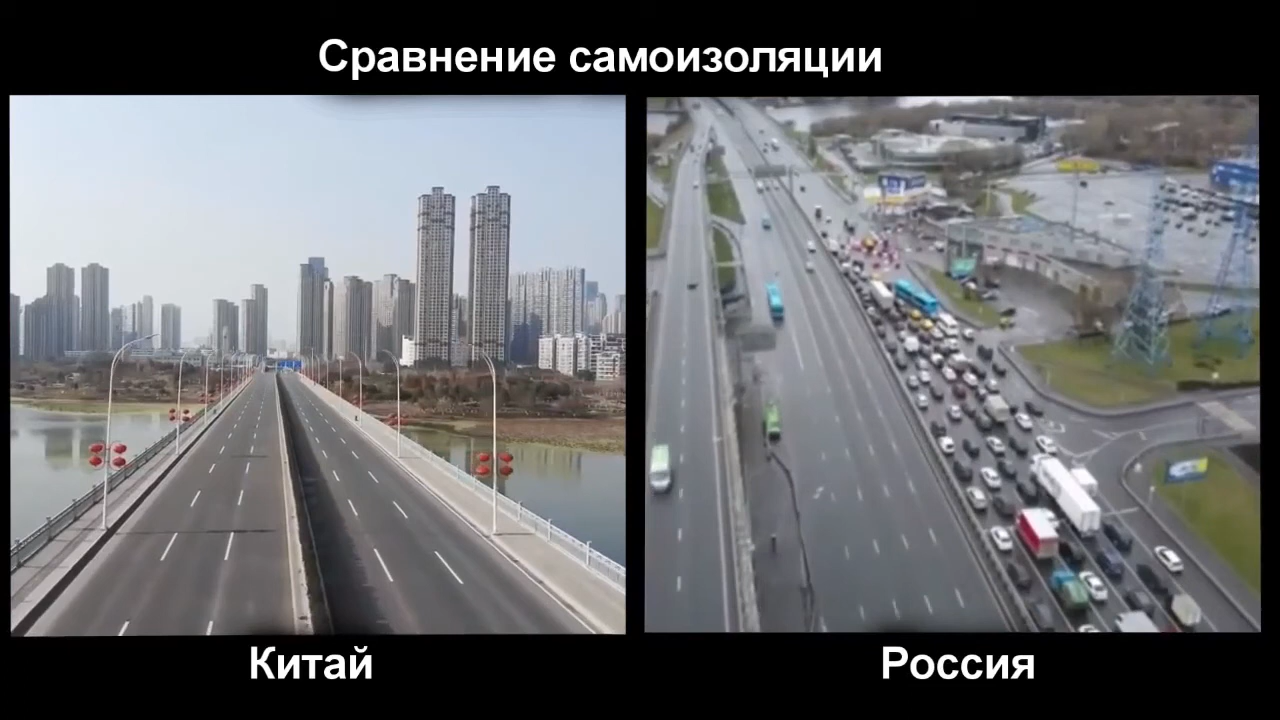 Сравнение самоизоляции
Китай
Россия